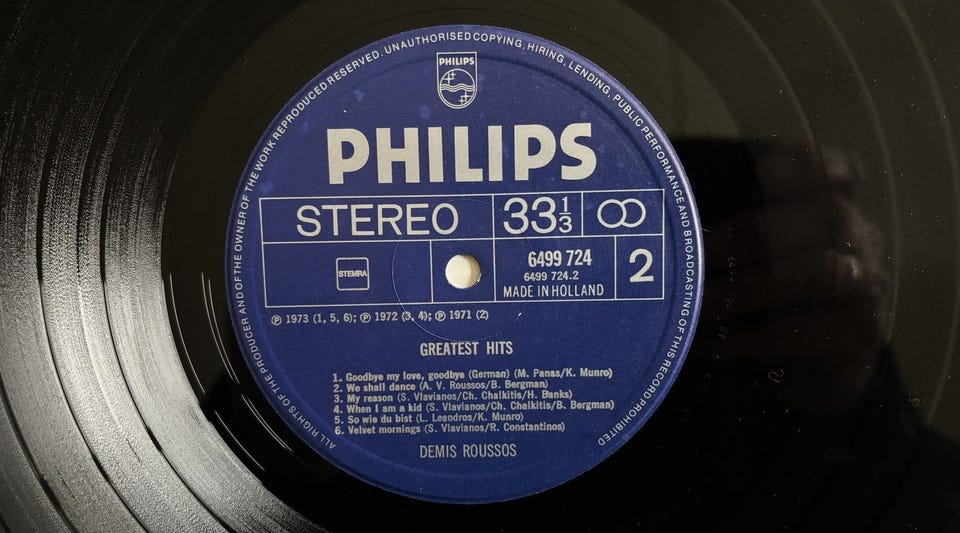 ALL RIGHTS OF THE PRODUCER AND OF THE OWNER OF THE WORK REPRODUCED RESERVED. UNAUTHORISED COPYING, HIRING, LENDING, PUBLIC PERFORMANCE AND BROADCASTING OF THIS RECORD PROHIBITED
PHILIPS
PHILIPS
STEREO 33 1/3
STEMRA
6499 724
6499 724.2
MADE IN HOLLAND
2
℗ 1973 (1, 5, 6); ℗ 1972 (3, 4); ℗ 1971 (2)
GREATEST HITS
1. Goodbye my love, goodbye (German) (M. Panas/K. Munro)
2. We shall dance (A. V. Roussos/B. Bergman)
3. My reason (S. Vlavianos/Ch. Chalkitis/H. Banks)
4. When I am a kid (S. Vlavianos/Ch. Chalkitis/B. Bergman)
5. So wie du bist (L. Leandros/K. Munro)
6. Velvet mornings (S. Vlavianos/R. Constantinos)
DEMIS ROUSSOS